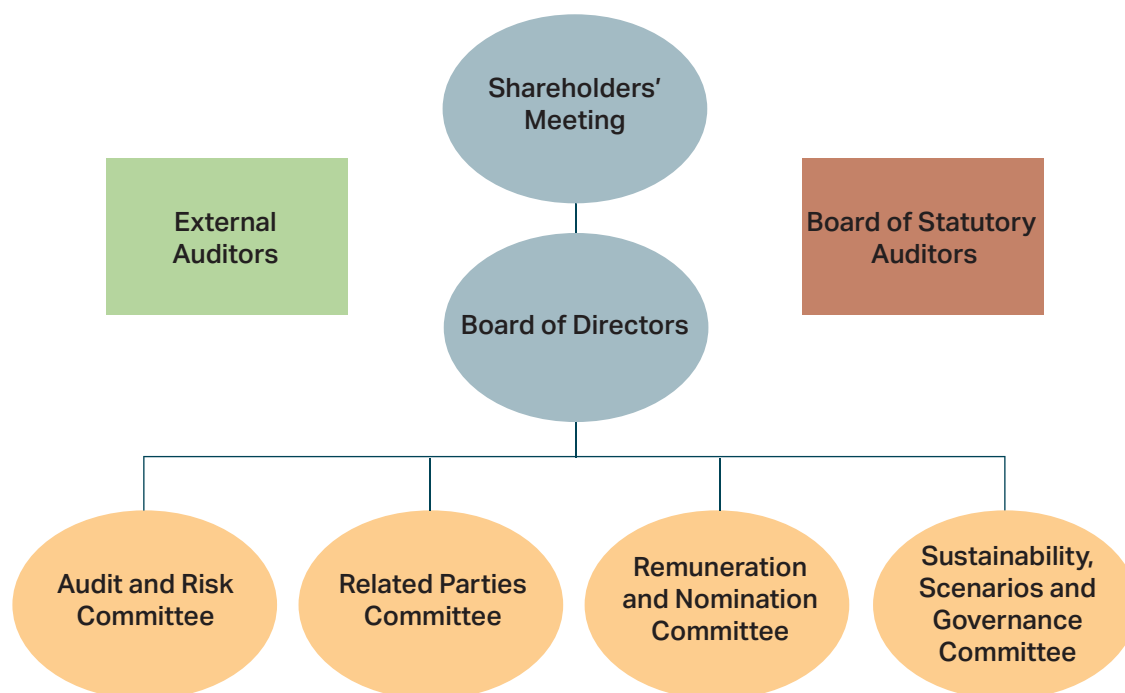 Shareholders’
Meeting
External
Auditors
Board of Statutory
Auditors
Board of Directors
Audit and Risk
Committee
Related Parties
Committee
Remuneration
and Nomination
Committee
Sustainability,
Scenarios and
Governance
Committee